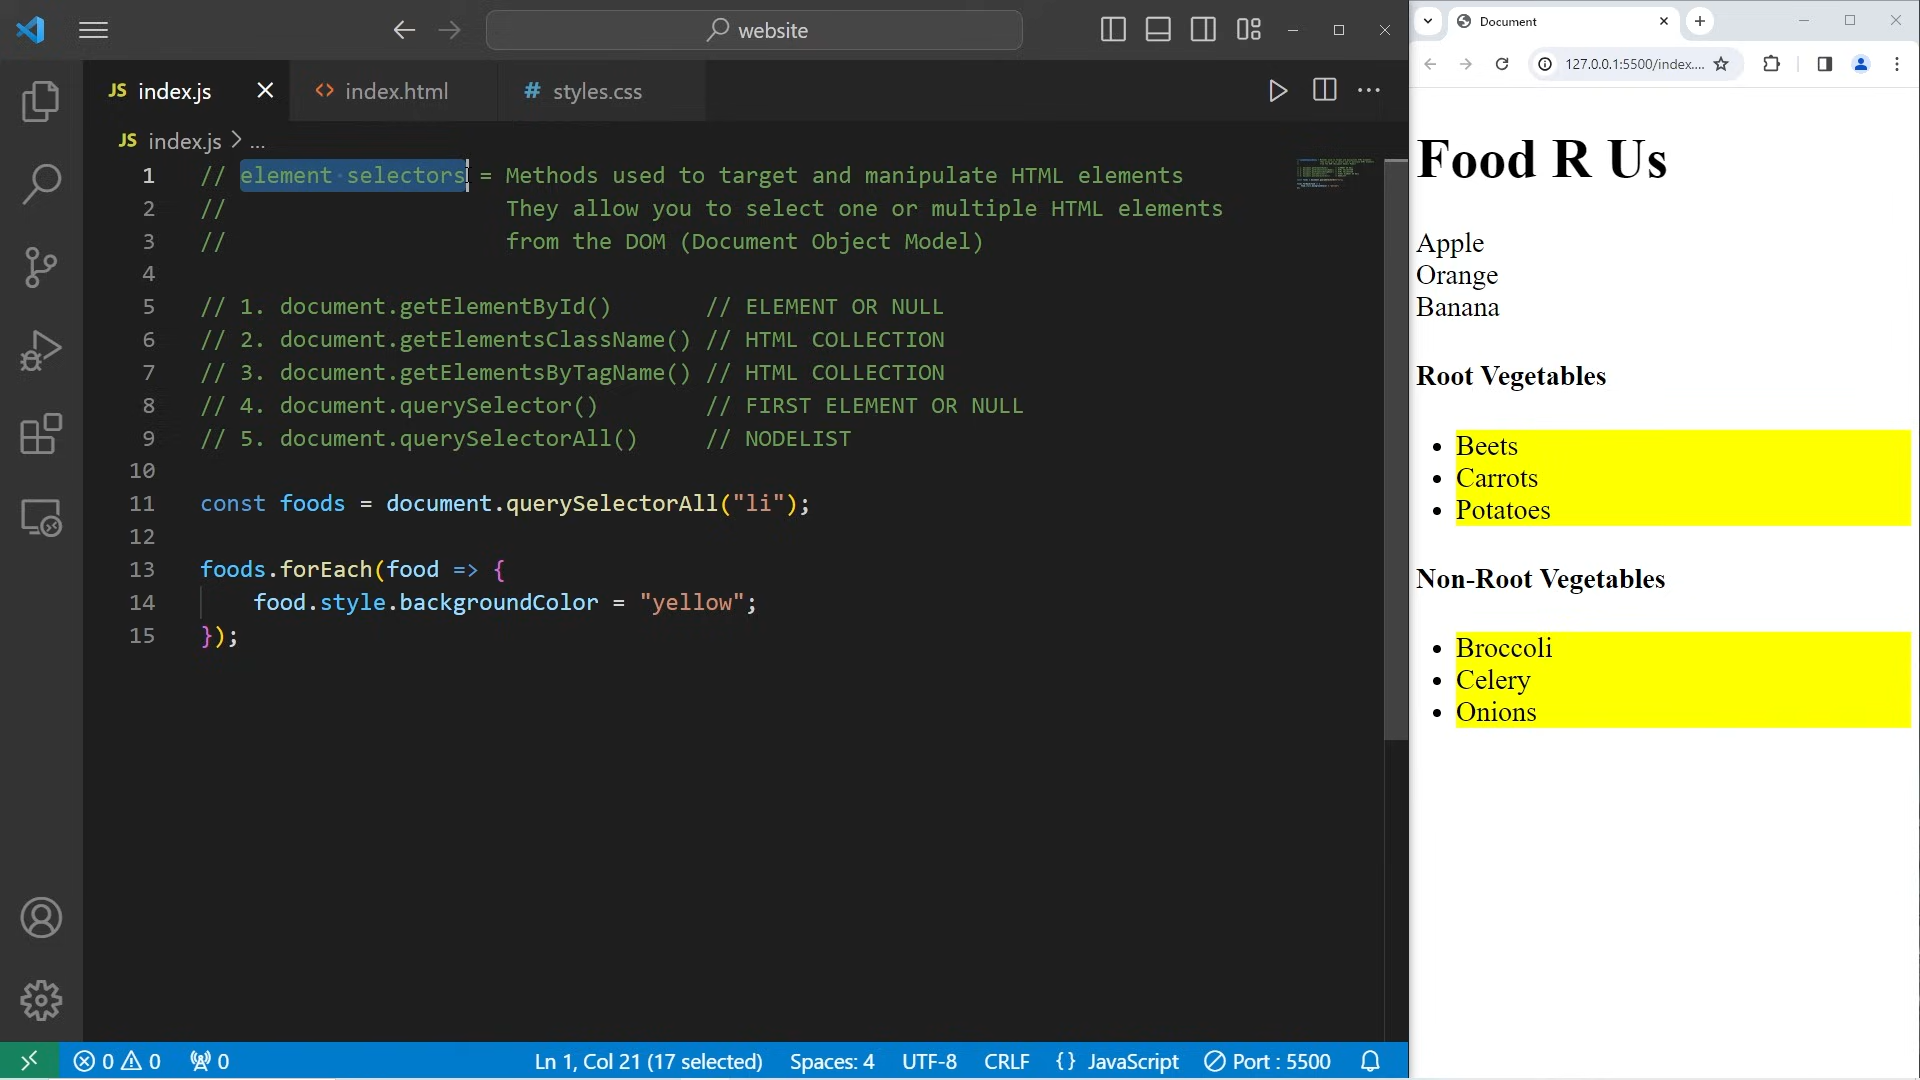 website
Document
JS index.js
<> index.html
# styles.css
127.0.0.1:5500/index....
JS index.js > ...
1 // element selectors = Methods used to target and manipulate HTML elements
2 // They allow you to select one or multiple HTML elements
3 // from the DOM (Document Object Model)
4
5 // 1. document.getElementById() // ELEMENT OR NULL
6 // 2. document.getElementsClassName() // HTML COLLECTION
7 // 3. document.getElementsByTagName() // HTML COLLECTION
8 // 4. document.querySelector() // FIRST ELEMENT OR NULL
9 // 5. document.querySelectorAll() // NODELIST
10
11 const foods = document.querySelectorAll("li");
12
13 foods.forEach(food => {
14 food.style.backgroundColor = "yellow";
15 });
Food R Us
Apple
Orange
Banana
Root Vegetables
• Beets
• Carrots
• Potatoes
Non-Root Vegetables
• Broccoli
• Celery
• Onions
0 0 0 Ln 1, Col 21 (17 selected) Spaces: 4 UTF-8 CRLF {} JavaScript Port : 5500